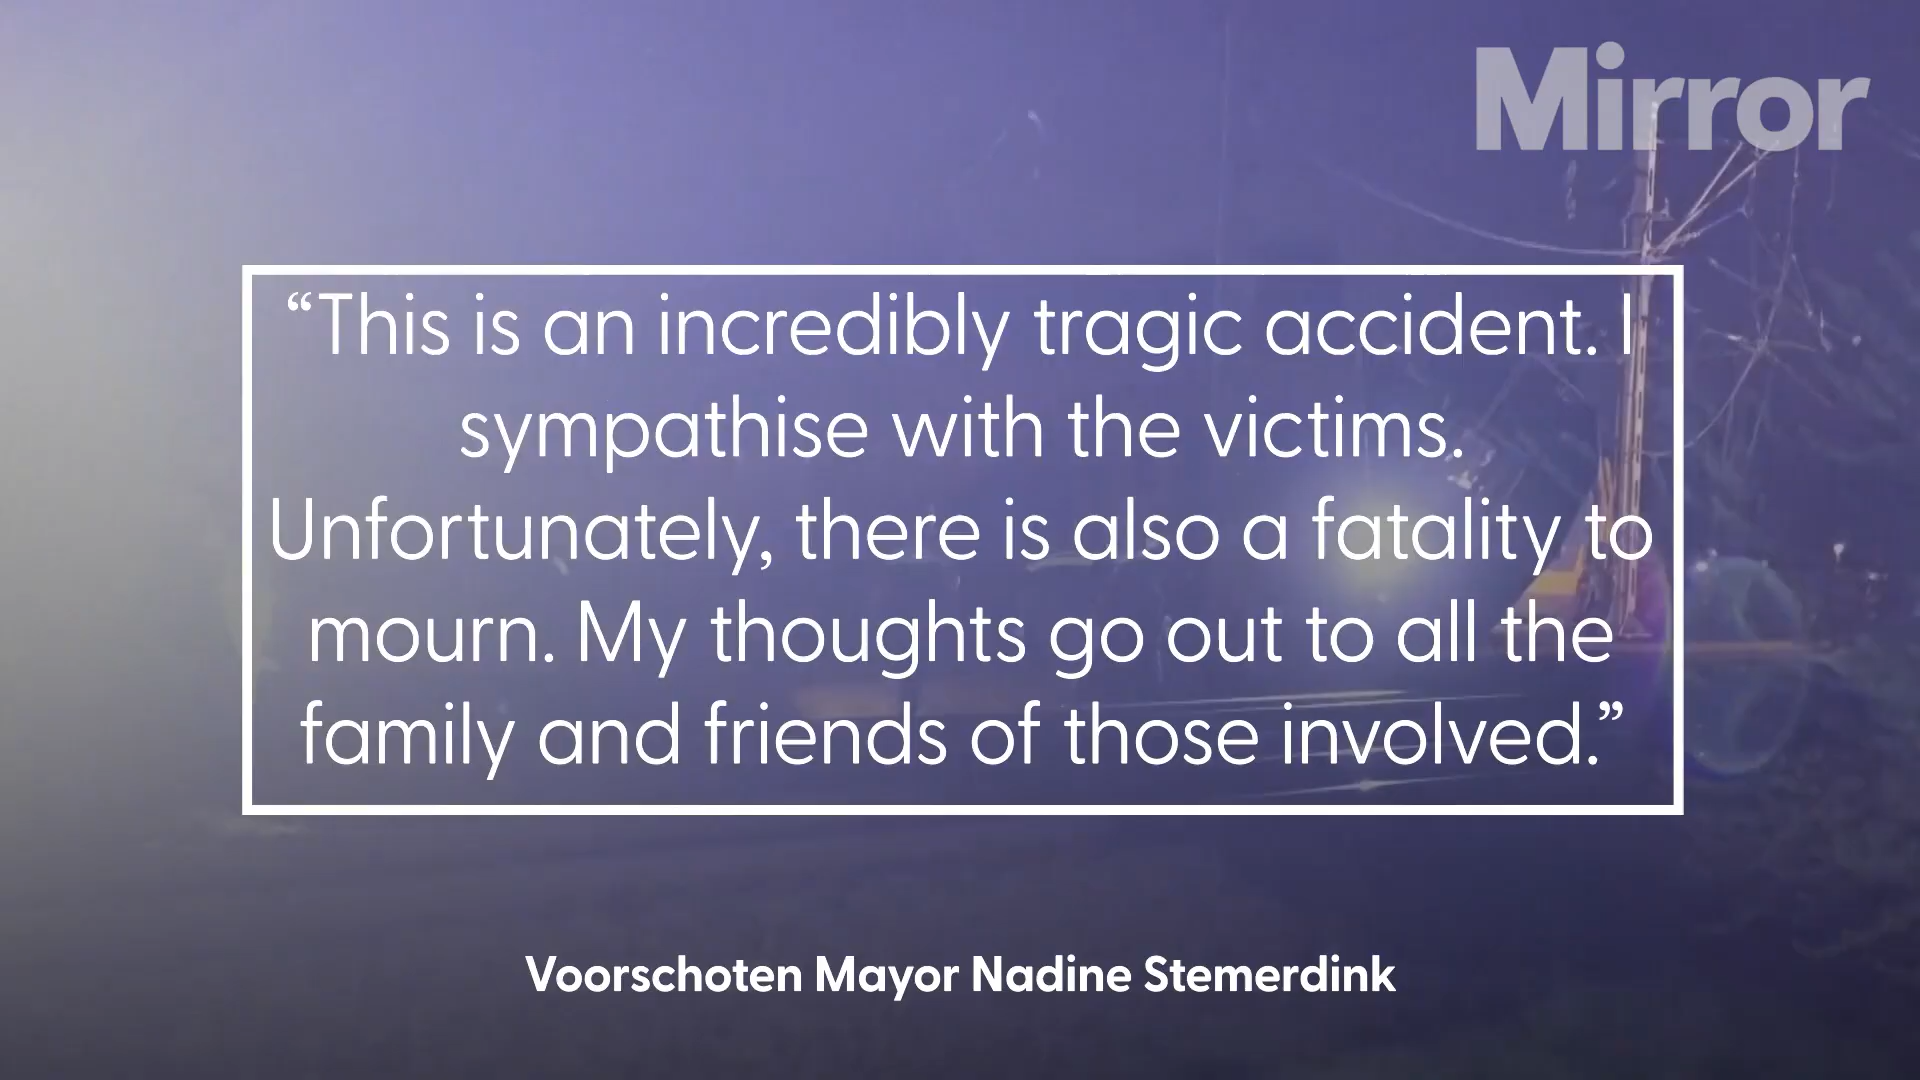 Mirror
“This is an incredibly tragic accident. I
sympathise with the victims.
Unfortunately, there is also a fatality to
mourn. My thoughts go out to all the
family and friends of those involved.”
Voorschoten Mayor Nadine Stemerdink